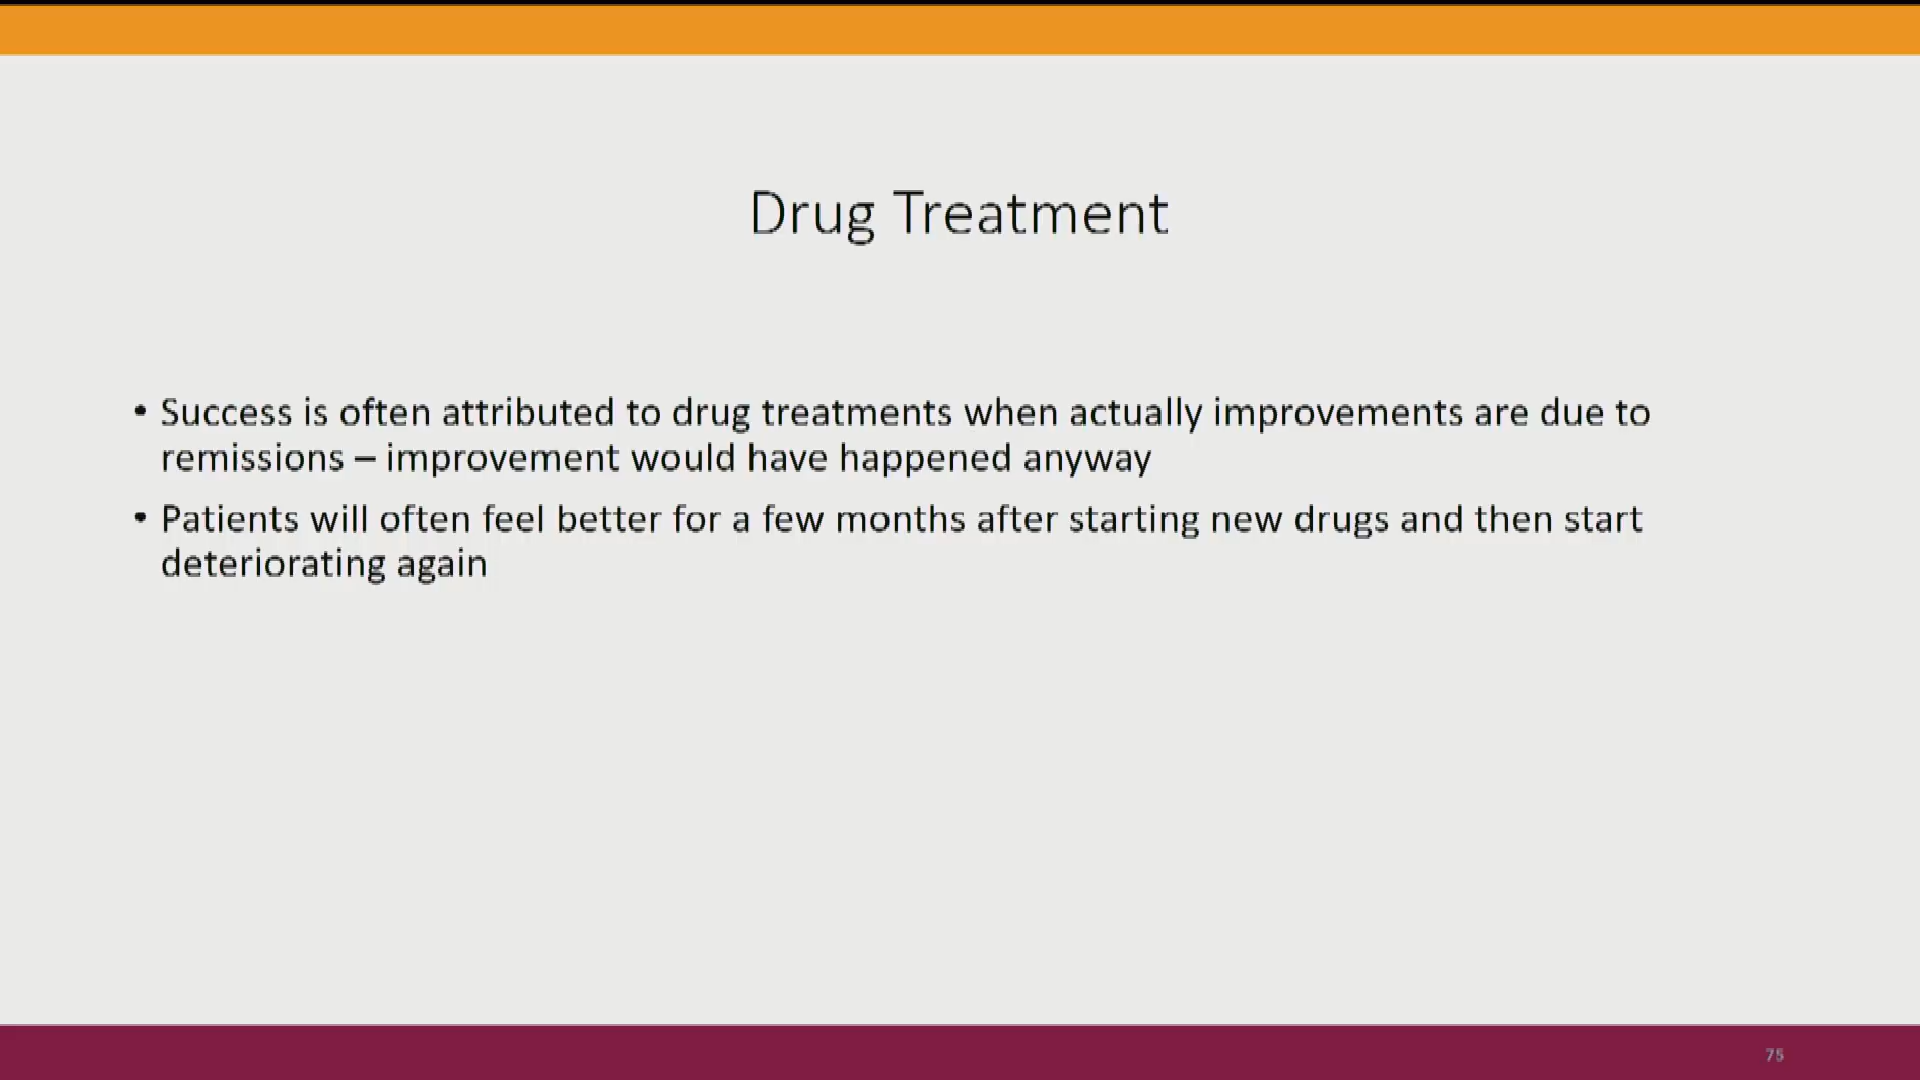 Drug Treatment
• Success is often attributed to drug treatments when actually improvements are due to
remissions – improvement would have happened anyway
• Patients will often feel better for a few months after starting new drugs and then start
deteriorating again
75